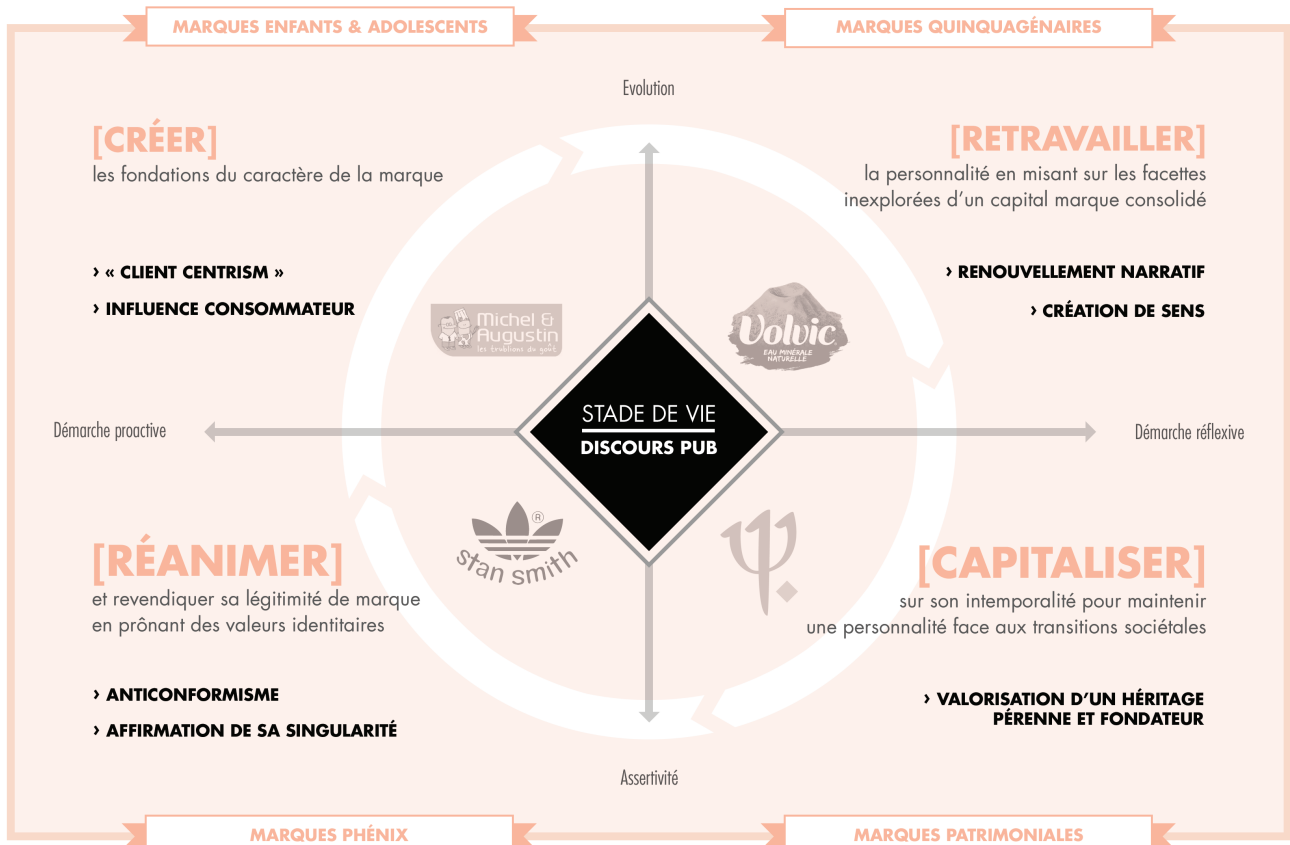 MARQUES ENFANTS & ADOLESCENTS
MARQUES QUINQUAGÉNAIRES
Evolution
[CRÉER]
les fondations du caractère de la marque
[RETRAVAILLER]
la personnalité en misant sur les facettes
inexplorées d’un capital marque consolidé
› « CLIENT CENTRISM »
› INFLUENCE CONSOMMATEUR
› RENOUVELLEMENT NARRATIF
› CRÉATION DE SENS
Michel Et
Augustin
les trublions du goût
Volvic
EAU MINÉRALE
NATURELLE
STADE DE VIE
DISCOURS PUB
Démarche proactive
Démarche réflexive
®
stan smith
[RÉANIMER]
et revendiquer sa légitimité de marque
en prônant des valeurs identitaires
[CAPITALISER]
sur son intemporalité pour maintenir
une personnalité face aux transitions sociétales
› ANTICONFORMISME
› AFFIRMATION DE SA SINGULARITÉ
› VALORISATION D’UN HÉRITAGE
PÉRENNE ET FONDATEUR
Assertivité
MARQUES PHÉNIX
MARQUES PATRIMONIALES